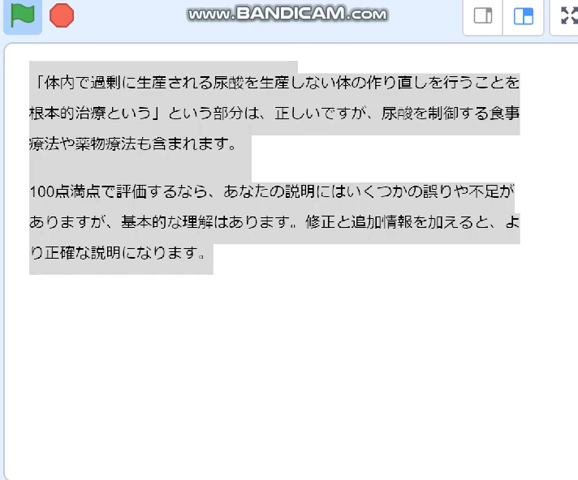 www.BANDICAM.com
「体内で過剰に生産される尿酸を生産しない体の作り直しを行うことを
根本的治療という」という部分は、正しいですが、尿酸を制御する食事
療法や薬物療法も含まれます。
100点満点で評価するなら、あなたの説明にはいくつかの誤りや不足が
ありますが、基本的な理解はあります。修正と追加情報を加えると、よ
り正確な説明になります。